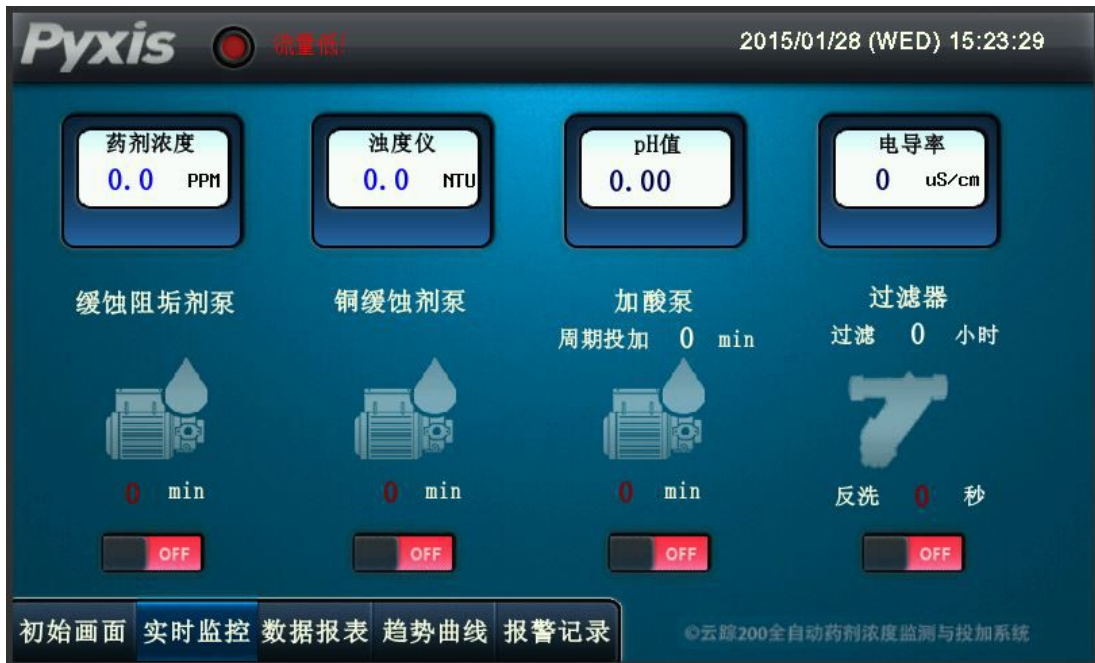 Pyxis 流量低! 2015/01/28 (WED) 15:23:29
药剂浓度 浊度仪 pH值 电导率
0.0 PPM 0.0 NTU 0.00 0 uS/cm
缓蚀阻垢剂泵 铜缓蚀剂泵 加酸泵 过滤器
周期投加 0 min 过滤 0 小时
0 min 0 min 0 min 反洗 0 秒
OFF OFF OFF OFF
初始画面 实时监控 数据报表 趋势曲线 报警记录 ©云踪200全自动药剂浓度监测与投加系统